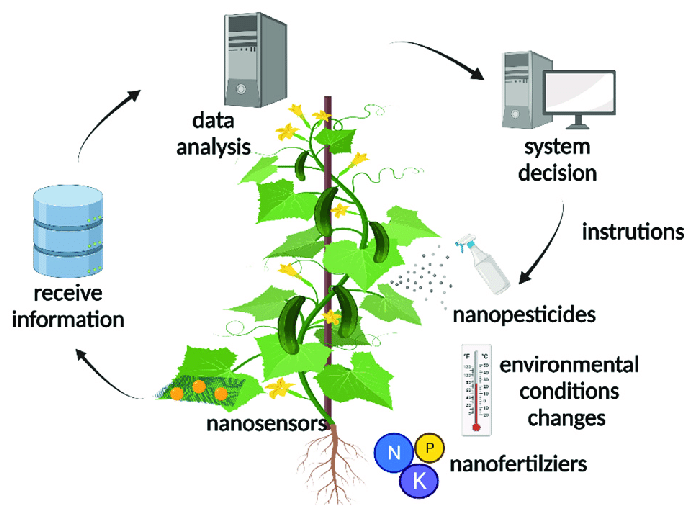 data
analysis
system
decision
instrutions
receive
information
nanopesticides
°F
°C
environmental
conditions
changes
nanosensors
N
P
K
nanofertilziers